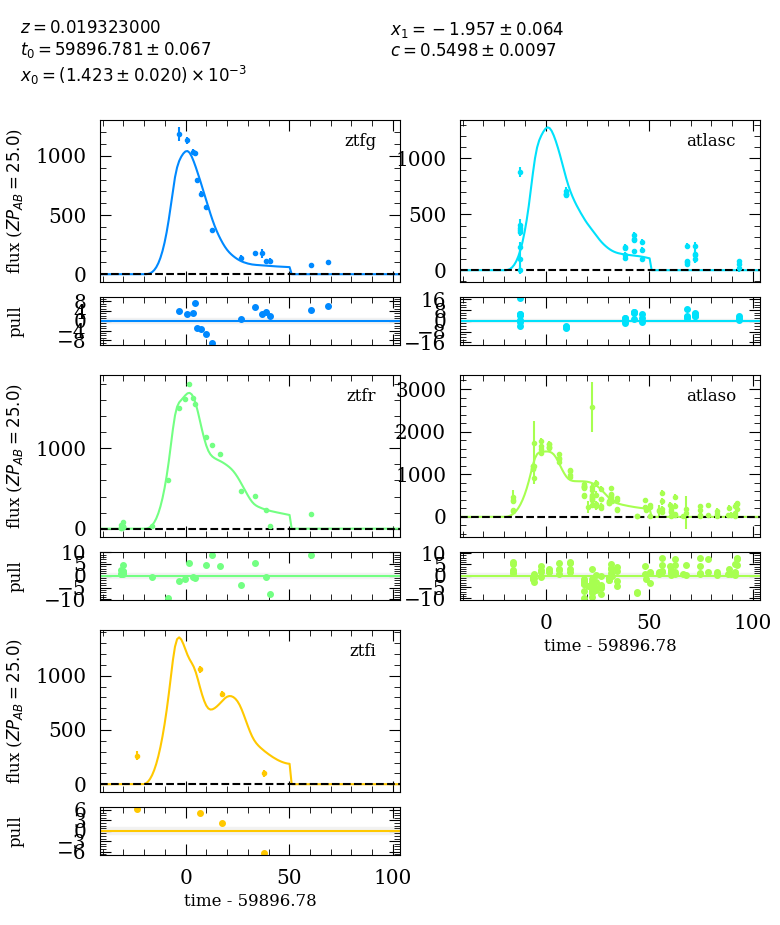 z = 0.019323000
t₀ = 59896.781 ± 0.067
x₀ = (1.423 ± 0.020) × 10⁻³
x₁ = −1.957 ± 0.064
c = 0.5498 ± 0.0097
ztfg
1000
500
0
flux (ZP_AB = 25.0)
8
4
0
−4
−8
pull
atlasc
1000
500
0
16
8
0
−8
−16
ztfr
1000
0
flux (ZP_AB = 25.0)
10
5
0
−5
−10
pull
atlaso
3000
2000
1000
0
10
5
0
−5
−10
0 50 100
time - 59896.78
ztfi
1000
500
0
flux (ZP_AB = 25.0)
6
3
0
−3
−6
pull
0 50 100
time - 59896.78